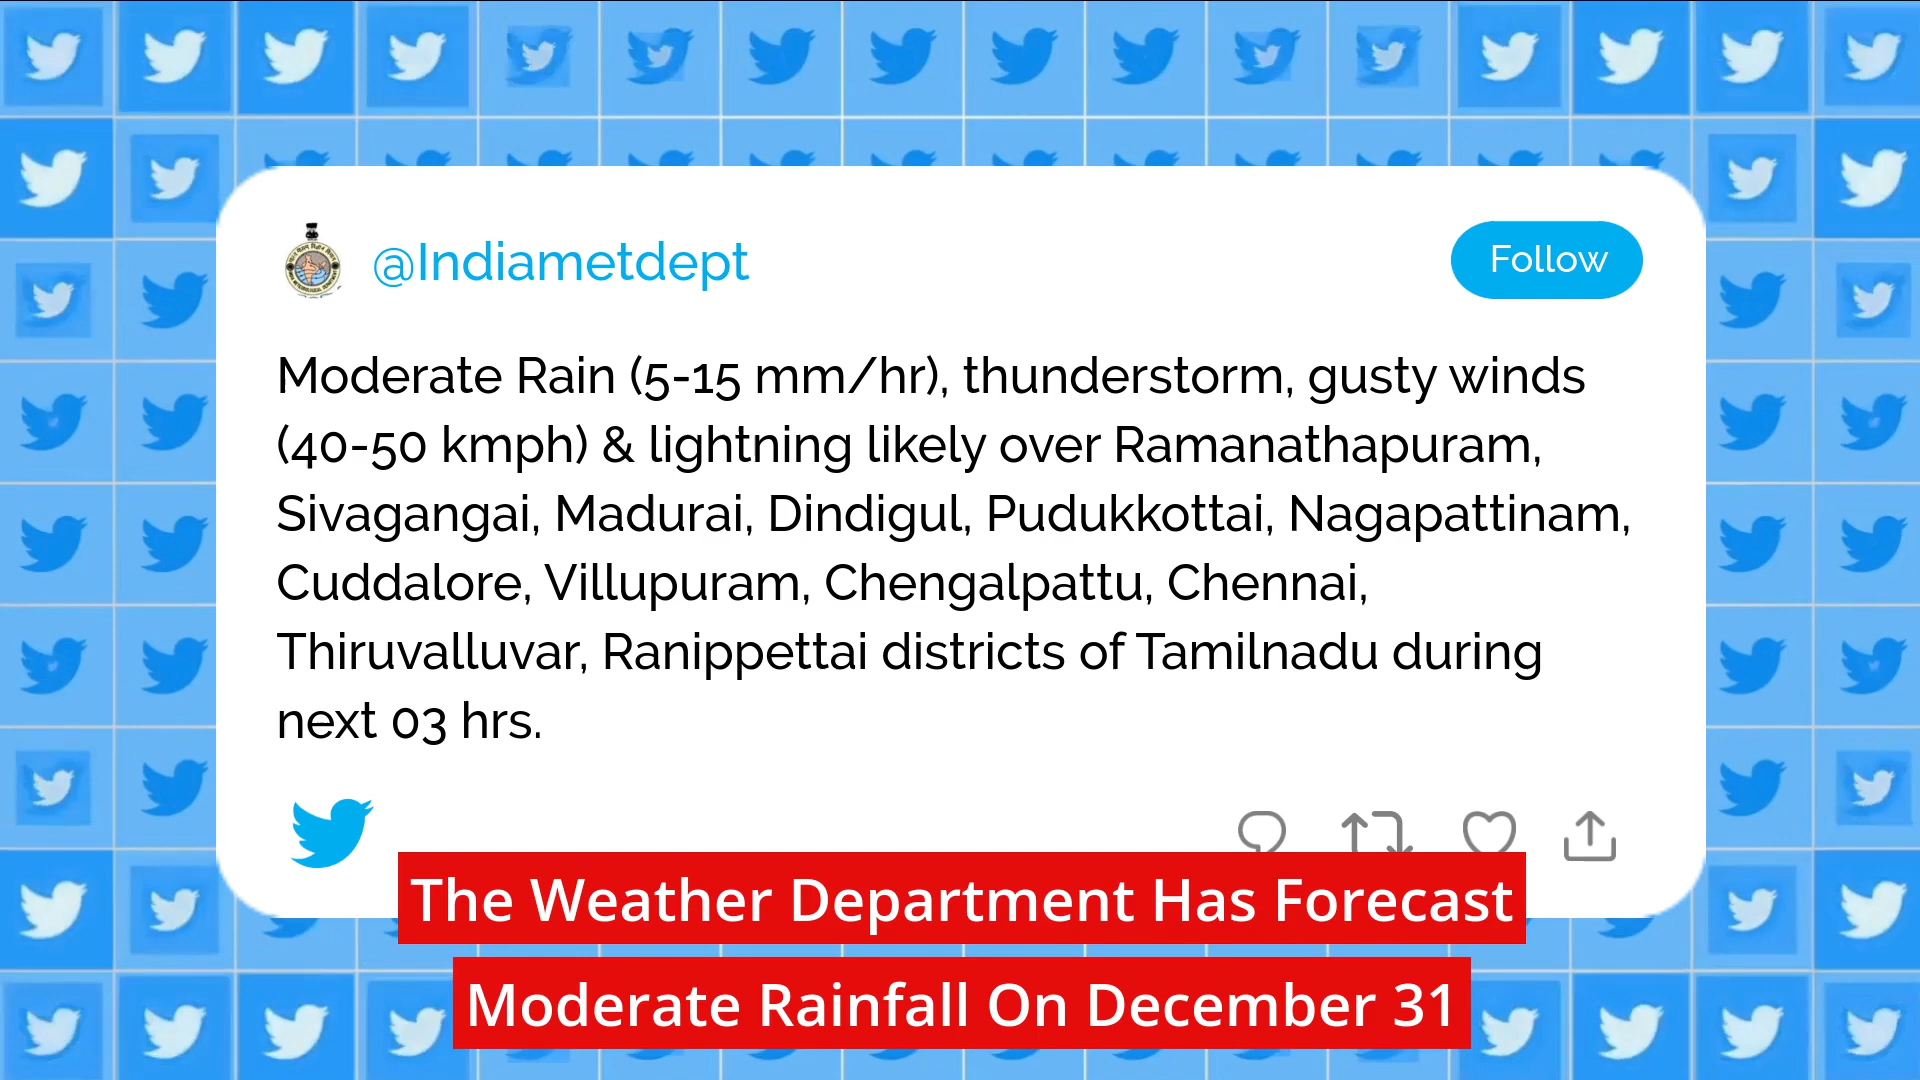 @Indiametdept
Follow
Moderate Rain (5-15 mm/hr), thunderstorm, gusty winds
(40-50 kmph) & lightning likely over Ramanathapuram,
Sivagangai, Madurai, Dindigul, Pudukkottai, Nagapattinam,
Cuddalore, Villupuram, Chengalpattu, Chennai,
Thiruvalluvar, Ranippettai districts of Tamilnadu during
next 03 hrs.
The Weather Department Has Forecast
Moderate Rainfall On December 31